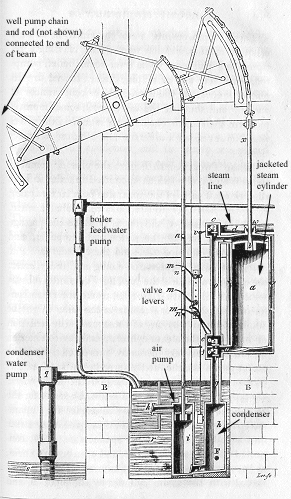 well pump chain
and rod (not shown)
connected to end
of beam
y
x
jacketed
steam
cylinder
steam
line
A
boiler
feedwater
pump
c
a
n
o
m
n
m
m
n
valve
levers
condenser
water
pump
air
pump
B
B
condenser
k
h
i
r
E
s